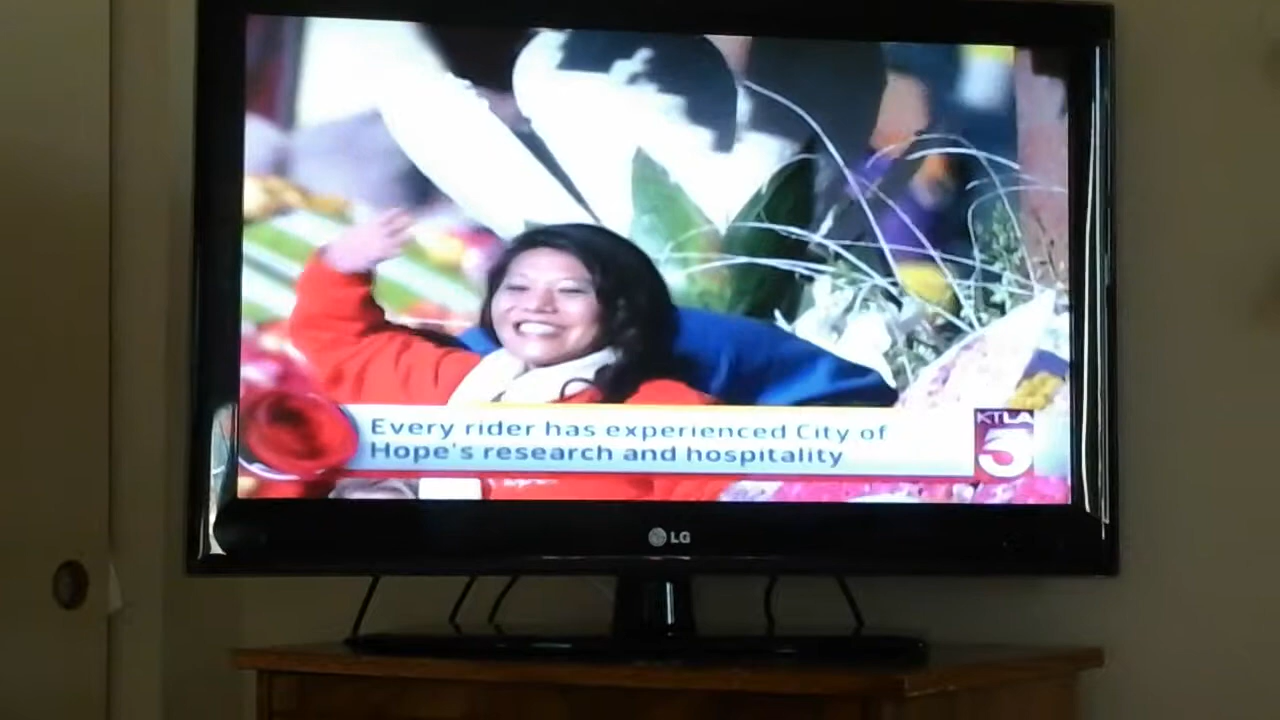 Every rider has experienced City of
Hope's research and hospitality
KTLA
5
LG